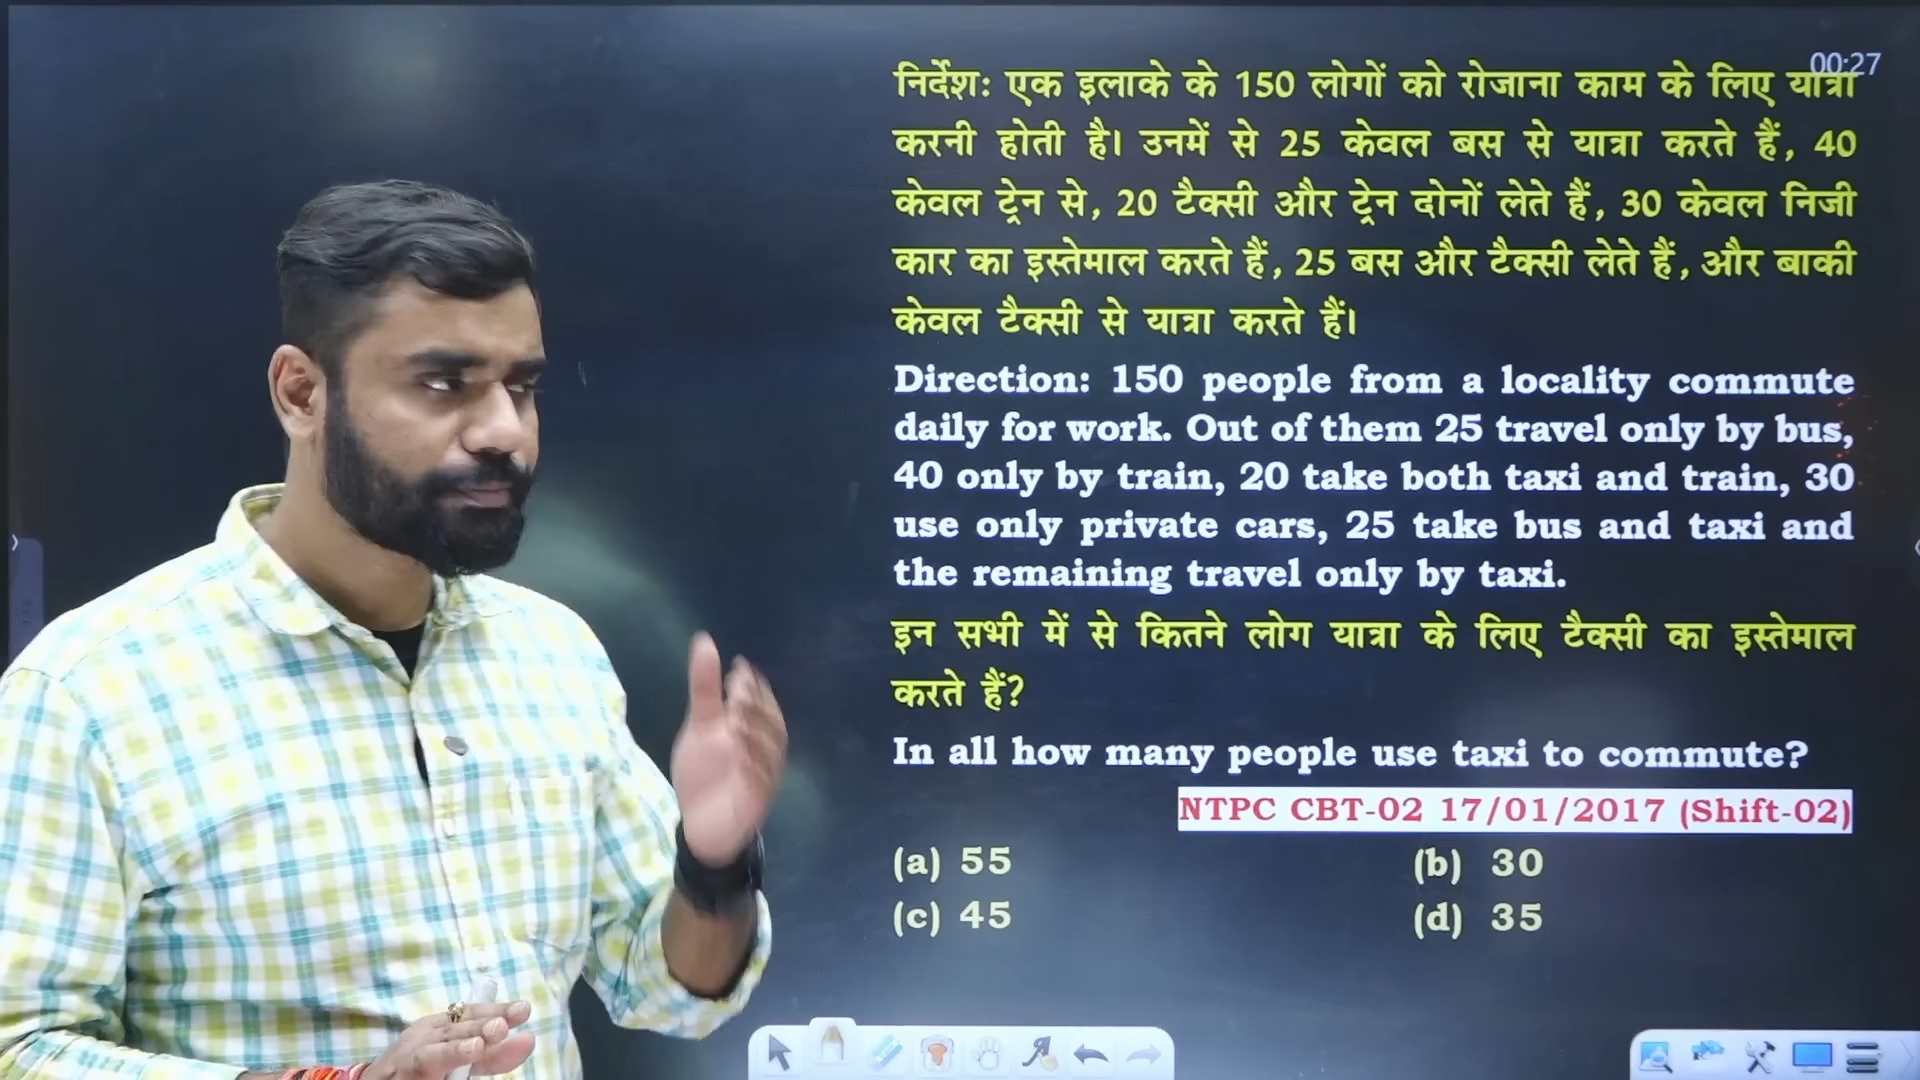 00:27
निर्देश: एक इलाके के 150 लोगों को रोजाना काम के लिए यात्रा
करनी होती है। उनमें से 25 केवल बस से यात्रा करते हैं, 40
केवल ट्रेन से, 20 टैक्सी और ट्रेन दोनों लेते हैं, 30 केवल निजी
कार का इस्तेमाल करते हैं, 25 बस और टैक्सी लेते हैं, और बाकी
केवल टैक्सी से यात्रा करते हैं।
Direction: 150 people from a locality commute
daily for work. Out of them 25 travel only by bus,
40 only by train, 20 take both taxi and train, 30
use only private cars, 25 take bus and taxi and
the remaining travel only by taxi.
इन सभी में से कितने लोग यात्रा के लिए टैक्सी का इस्तेमाल
करते हैं?
In all how many people use taxi to commute?
NTPC CBT-02 17/01/2017 (Shift-02)
(a) 55 (b) 30
(c) 45 (d) 35